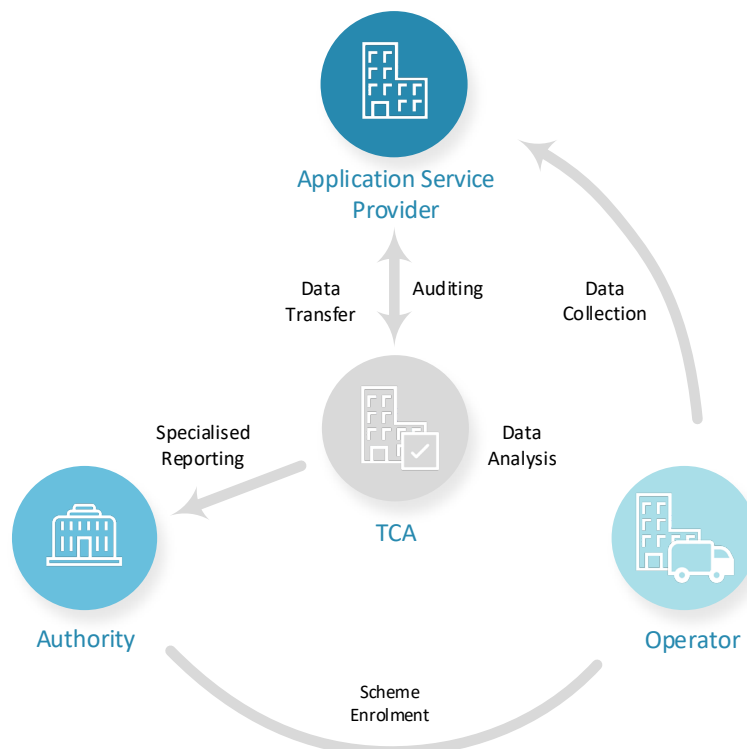 Application Service
Provider
Data
Transfer
Auditing
Data
Collection
Specialised
Reporting
Data
Analysis
TCA
Authority
Operator
Scheme
Enrolment